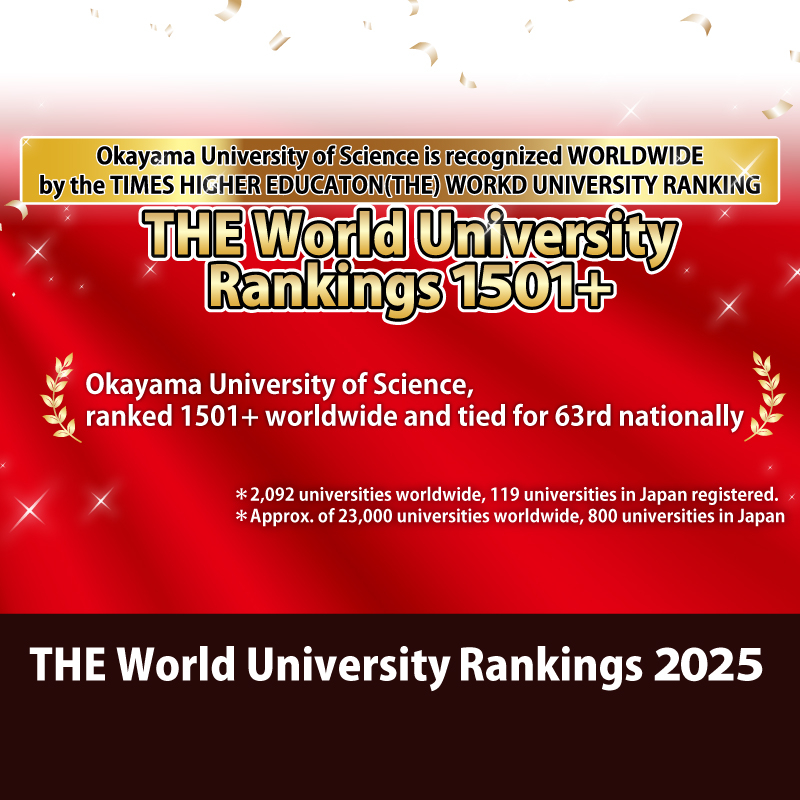 Okayama University of Science is recognized WORLDWIDE
by the TIMES HIGHER EDUCATON(THE) WORKD UNIVERSITY RANKING
THE World University
Rankings 1501+
Okayama University of Science,
ranked 1501+ worldwide and tied for 63rd nationally
＊2,092 universities worldwide, 119 universities in Japan registered.
＊Approx. of 23,000 universities worldwide, 800 universities in Japan
THE World University Rankings 2025